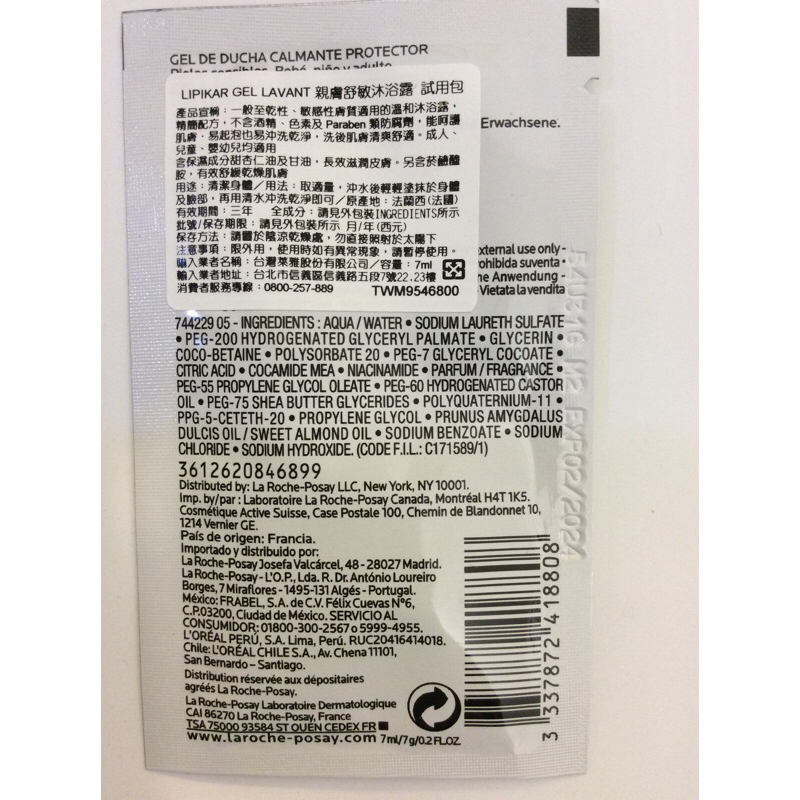 GEL DE DUCHA CALMANTE PROTECTOR
LIPIKAR GEL LAVANT 親膚舒敏沐浴露 試用包
產品宣稱：一般至乾性、敏感性膚質適用的溫和沐浴露，
精簡配方，不含酒精、色素及 Paraben 類防腐劑，能呵護
肌膚。易起泡也易沖洗乾淨，洗後肌膚清爽舒適。成人、
兒童、嬰幼兒均適用
含保濕成分甜杏仁油及甘油，長效滋潤皮膚。另含菸鹼醯
胺，有效舒緩乾燥肌膚
用途：清潔身體／用法：取適量，沖水後輕輕塗抹於身體
及臉部，再用清水沖洗乾淨即可／原產地：法蘭西(法國)
有效期間：三年 全成分：請見外包裝INGREDIENTS所示
批號/保存期限：請見外包裝所示 月/年(西元)
保存方法：請置於陰涼乾燥處，勿直接照射於太陽下
注意事項：限外用，使用時如有異常現象，請暫停使用。
輸入業者名稱：台灣萊雅股份有限公司／容量：7ml
輸入業者地址：台北市信義區信義路五段7號22.23樓
消費者服務專線：0800-257-889 TWM9546800
Erwachsene.
external use only -
rohibida su venta •
ne Anwendung -
Vietata la vendita
744229 05 - INGREDIENTS : AQUA / WATER • SODIUM LAURETH SULFATE
• PEG-200 HYDROGENATED GLYCERYL PALMATE • GLYCERIN •
COCO-BETAINE • POLYSORBATE 20 • PEG-7 GLYCERYL COCOATE •
CITRIC ACID • COCAMIDE MEA • NIACINAMIDE • PARFUM / FRAGRANCE •
PEG-55 PROPYLENE GLYCOL OLEATE • PEG-60 HYDROGENATED CASTOR
OIL • PEG-75 SHEA BUTTER GLYCERIDES • POLYQUATERNIUM-11 •
PPG-5-CETETH-20 • PROPYLENE GLYCOL • PRUNUS AMYGDALUS
DULCIS OIL / SWEET ALMOND OIL • SODIUM BENZOATE • SODIUM
CHLORIDE • SODIUM HYDROXIDE. (CODE F.I.L.: C171589/1)
3612620846899
Distributed by: La Roche-Posay LLC, New York, NY 10001.
Imp. by/par : Laboratoire La Roche-Posay Canada, Montréal H4T 1K5.
Cosmétique Active Suisse, Case Postale 100, Chemin de Blandonnet 10,
1214 Vernier GE.
País de origen: Francia.
Importado y distribuido por:
La Roche-Posay Josefa Valcárcel, 48 - 28027 Madrid.
La Roche-Posay - L'O.P., Lda. R. Dr. António Loureiro
Borges, 7 Miraflores - 1495-131 Algés - Portugal.
México: FRABEL, S.A. de C.V. Félix Cuevas N°6,
C.P.03200, Ciudad de México. SERVICIO AL
CONSUMIDOR: 01800-300-2567 o 5999-4955.
L'ORÉAL PERÚ, S.A. Lima, Perú. RUC20416414018.
Chile: L'ORÉAL CHILE S.A., Av. Chena 11101,
San Bernardo – Santiago.
Distribution réservée aux dépositaires
agréés La Roche-Posay.
La Roche-Posay Laboratoire Dermatologique
CAI 86270 La Roche-Posay, France
TSA 75000 93584 ST OUEN CEDEX FR
www.laroche-posay.com 7ml/7g/0.2 FL.OZ.
3 337872 418808
EXP02/2024